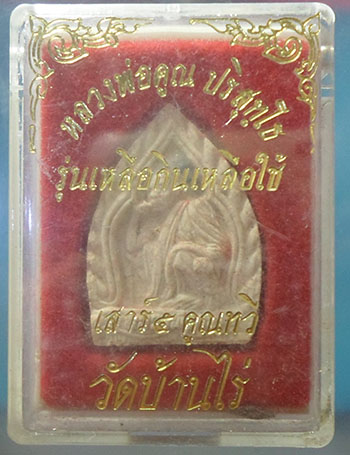 หลวงพ่อคูณ ปริสุทฺโธ
รุ่นเหลือกินเหลือใช้
เสาร์๕ คูณทวี
วัดบ้านไร่